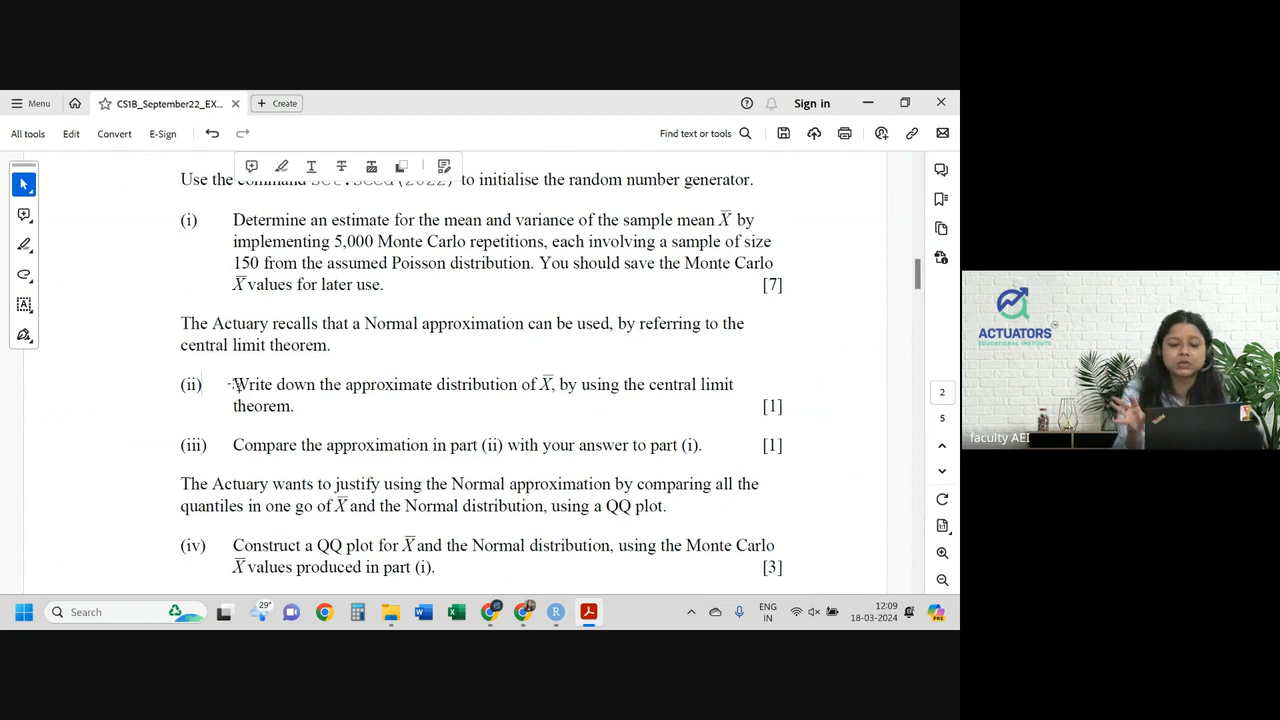 Menu
CS1B_September22_EX...
Create
Sign in
All tools
Edit
Convert
E-Sign
Find text or tools
Use the command set.seed(2022) to initialise the random number generator.
(i) Determine an estimate for the mean and variance of the sample mean X̅ by
implementing 5,000 Monte Carlo repetitions, each involving a sample of size
150 from the assumed Poisson distribution. You should save the Monte Carlo
X̅ values for later use. [7]
The Actuary recalls that a Normal approximation can be used, by referring to the
central limit theorem.
(ii) Write down the approximate distribution of X̅, by using the central limit
theorem. [1]
(iii) Compare the approximation in part (ii) with your answer to part (i). [1]
The Actuary wants to justify using the Normal approximation by comparing all the
quantiles in one go of X̅ and the Normal distribution, using a QQ plot.
(iv) Construct a QQ plot for X̅ and the Normal distribution, using the Monte Carlo
X̅ values produced in part (i). [3]
2
5
ACTUATORS
EDUCATIONAL INSTITUTE
faculty AEI
Search
29°
ENG
IN
12:09
18-03-2024